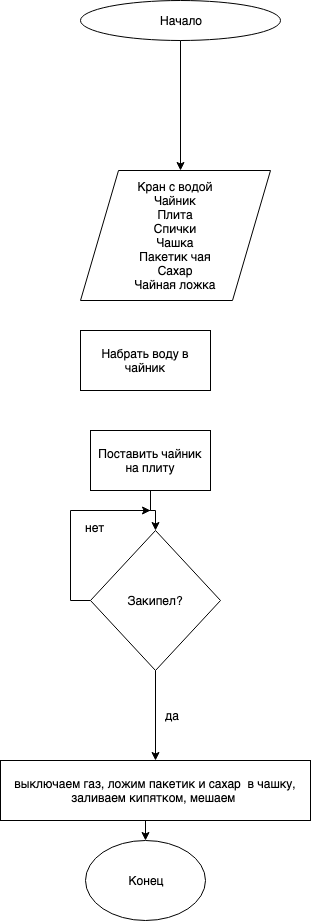 Начало
Кран с водой
Чайник
Плита
Спички
Чашка
Пакетик чая
Сахар
Чайная ложка
Набрать воду в
чайник
Поставить чайник
на плиту
нет
Закипел?
да
выключаем газ, ложим пакетик и сахар в чашку,
заливаем кипятком, мешаем
Конец